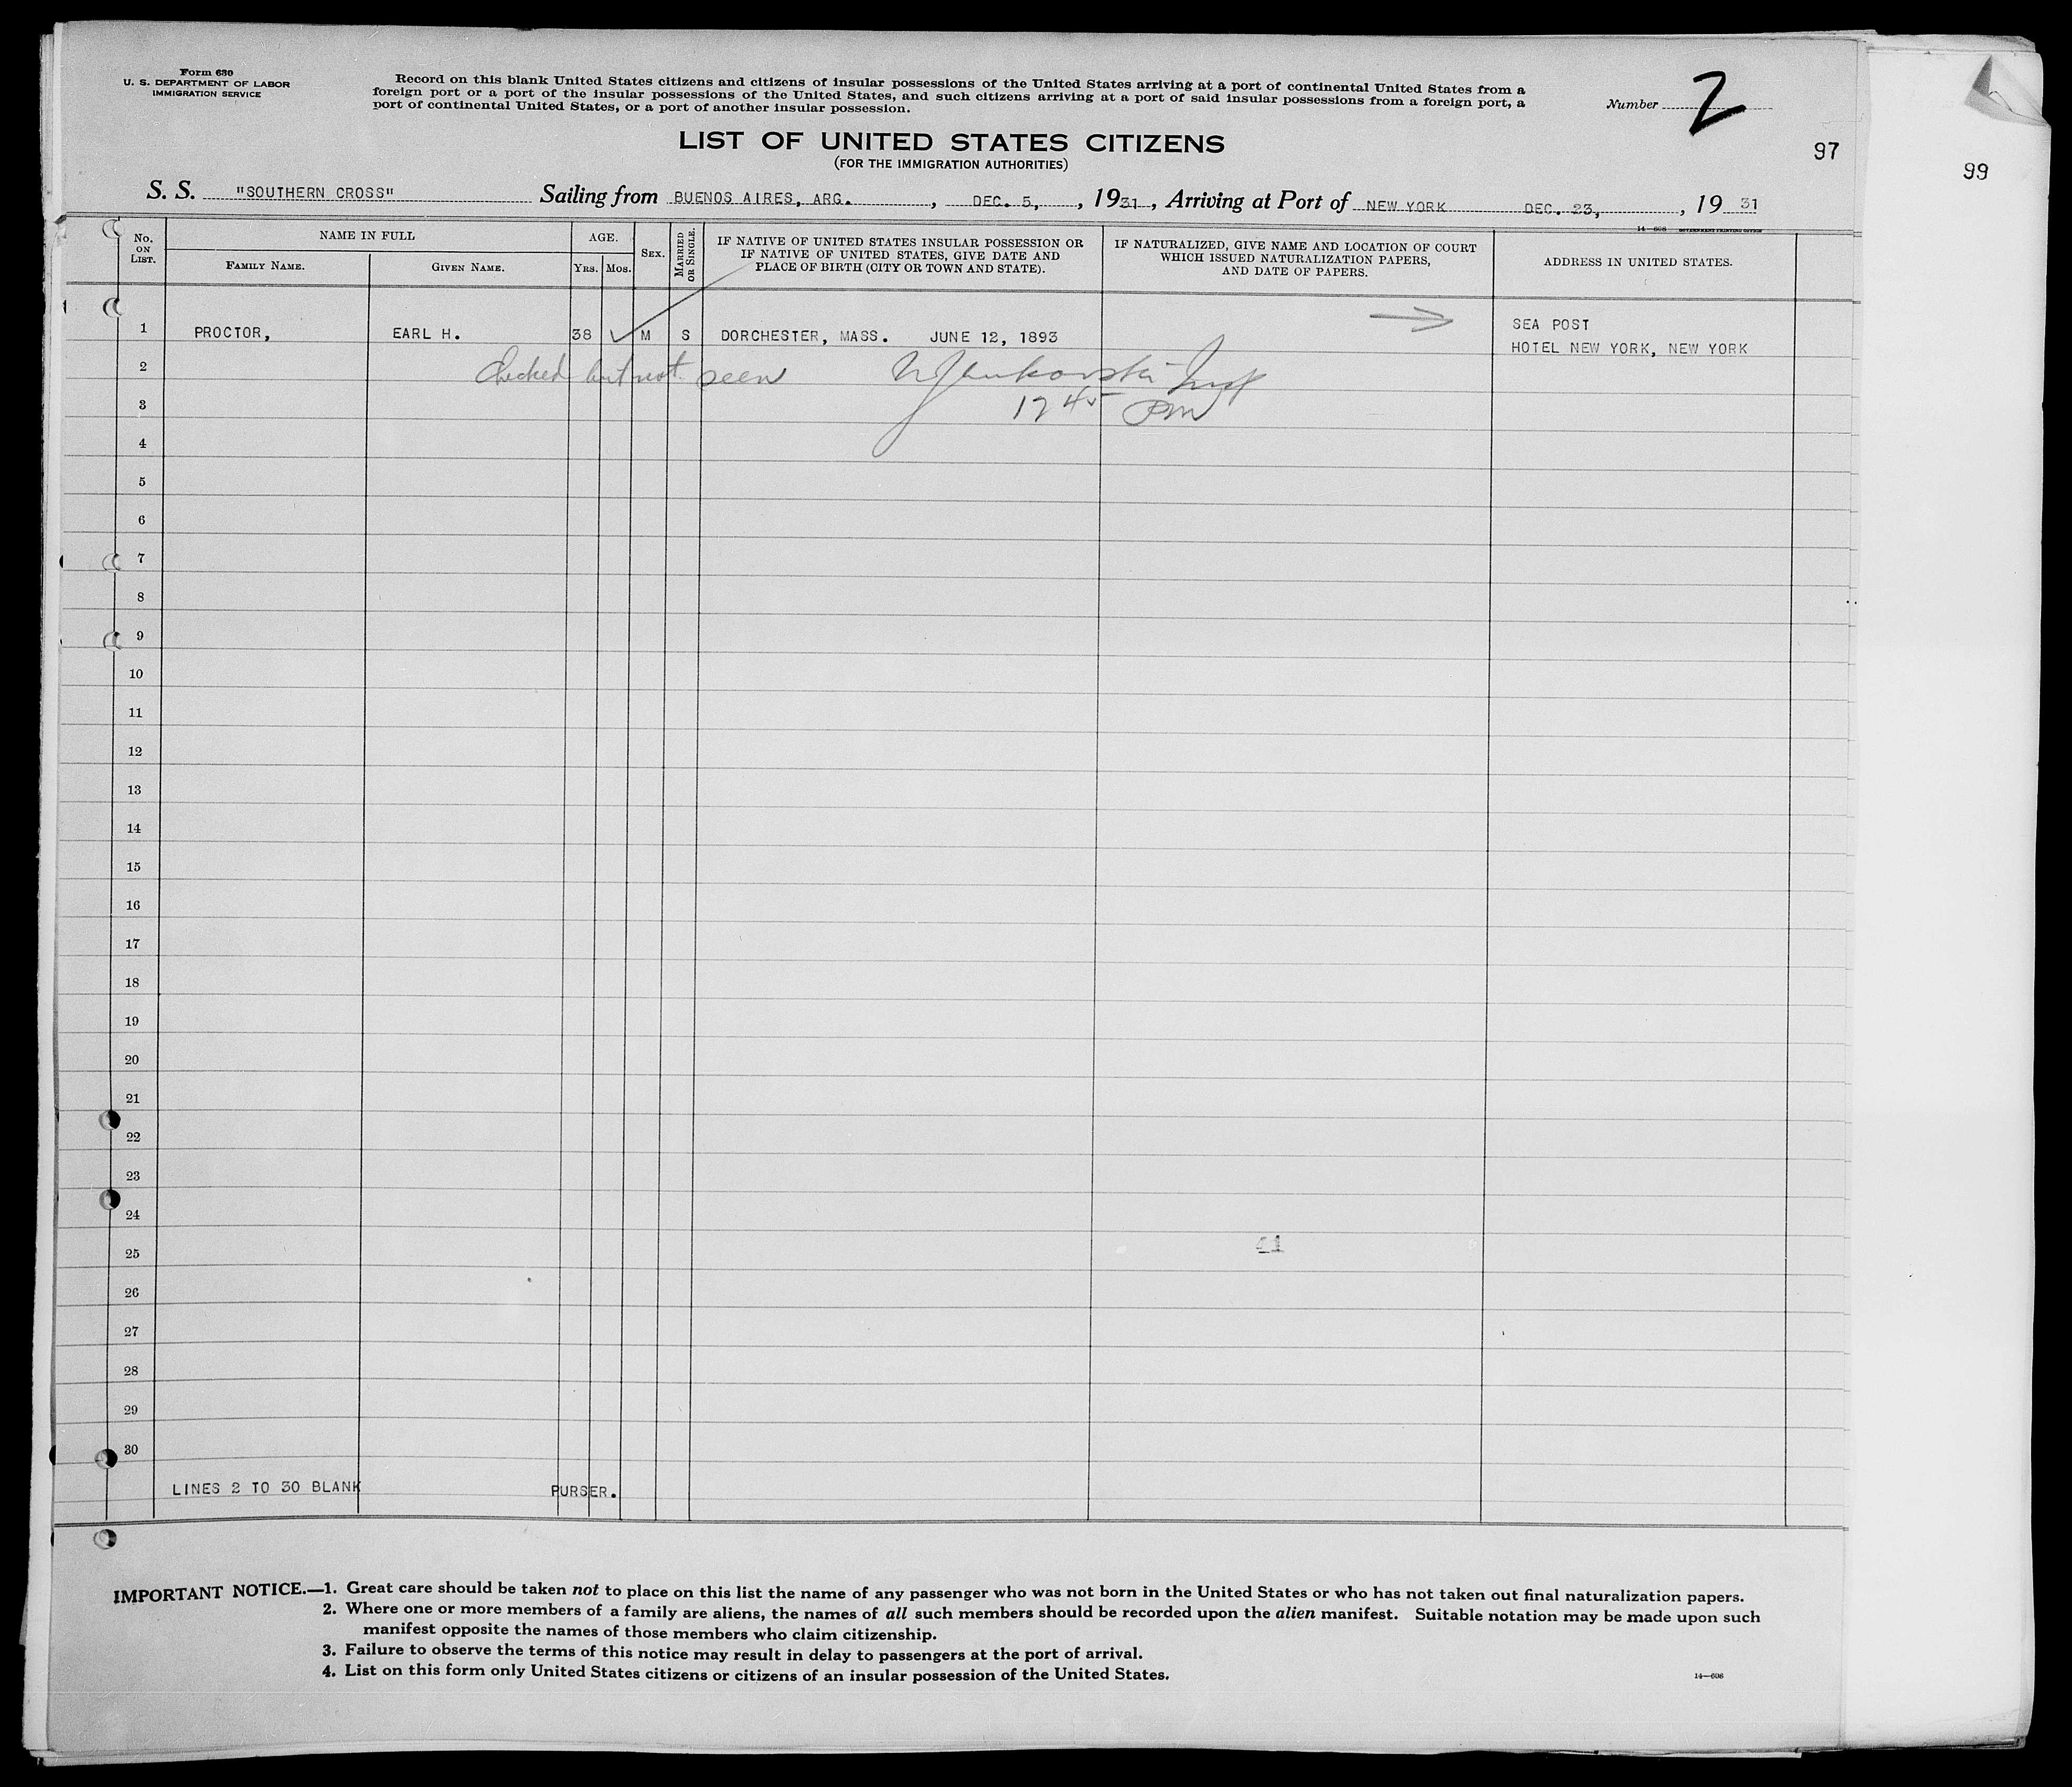 Form 630
U. S. DEPARTMENT OF LABOR
IMMIGRATION SERVICE
Record on this blank United States citizens and citizens of insular possessions of the United States arriving at a port of continental United States from a
foreign port or a port of the insular possessions of the United States, and such citizens arriving at a port of said insular possessions from a foreign port, a
port of continental United States, or a port of another insular possession.
Number 2
97
99
LIST OF UNITED STATES CITIZENS
(FOR THE IMMIGRATION AUTHORITIES)
S. S. "SOUTHERN CROSS" Sailing from BUENOS AIRES, ARG., DEC. 5, , 1931, Arriving at Port of NEW YORK DEC. 23, , 19 31
14—608 GOVERNMENT PRINTING OFFICE
No. ON LIST.
NAME IN FULL
FAMILY NAME.
GIVEN NAME.
AGE.
YRS.
MOS.
SEX.
MARRIED OR SINGLE.
IF NATIVE OF UNITED STATES INSULAR POSSESSION OR
IF NATIVE OF UNITED STATES, GIVE DATE AND
PLACE OF BIRTH (CITY OR TOWN AND STATE).
IF NATURALIZED, GIVE NAME AND LOCATION OF COURT
WHICH ISSUED NATURALIZATION PAPERS,
AND DATE OF PAPERS.
ADDRESS IN UNITED STATES.
1 PROCTOR, EARL H. 38 M S DORCHESTER, MASS. JUNE 12, 1893 SEA POST
HOTEL NEW YORK, NEW YORK
2 Checked but not seen
3 12 45 PM
4
5
6
7
8
9
10
11
12
13
14
15
16
17
18
19
20
21
22
23
24
25 41
26
27
28
29
30
LINES 2 TO 30 BLANK PURSER.
IMPORTANT NOTICE.—1. Great care should be taken not to place on this list the name of any passenger who was not born in the United States or who has not taken out final naturalization papers.
2. Where one or more members of a family are aliens, the names of all such members should be recorded upon the alien manifest. Suitable notation may be made upon such
manifest opposite the names of those members who claim citizenship.
3. Failure to observe the terms of this notice may result in delay to passengers at the port of arrival.
4. List on this form only United States citizens or citizens of an insular possession of the United States.
14—608